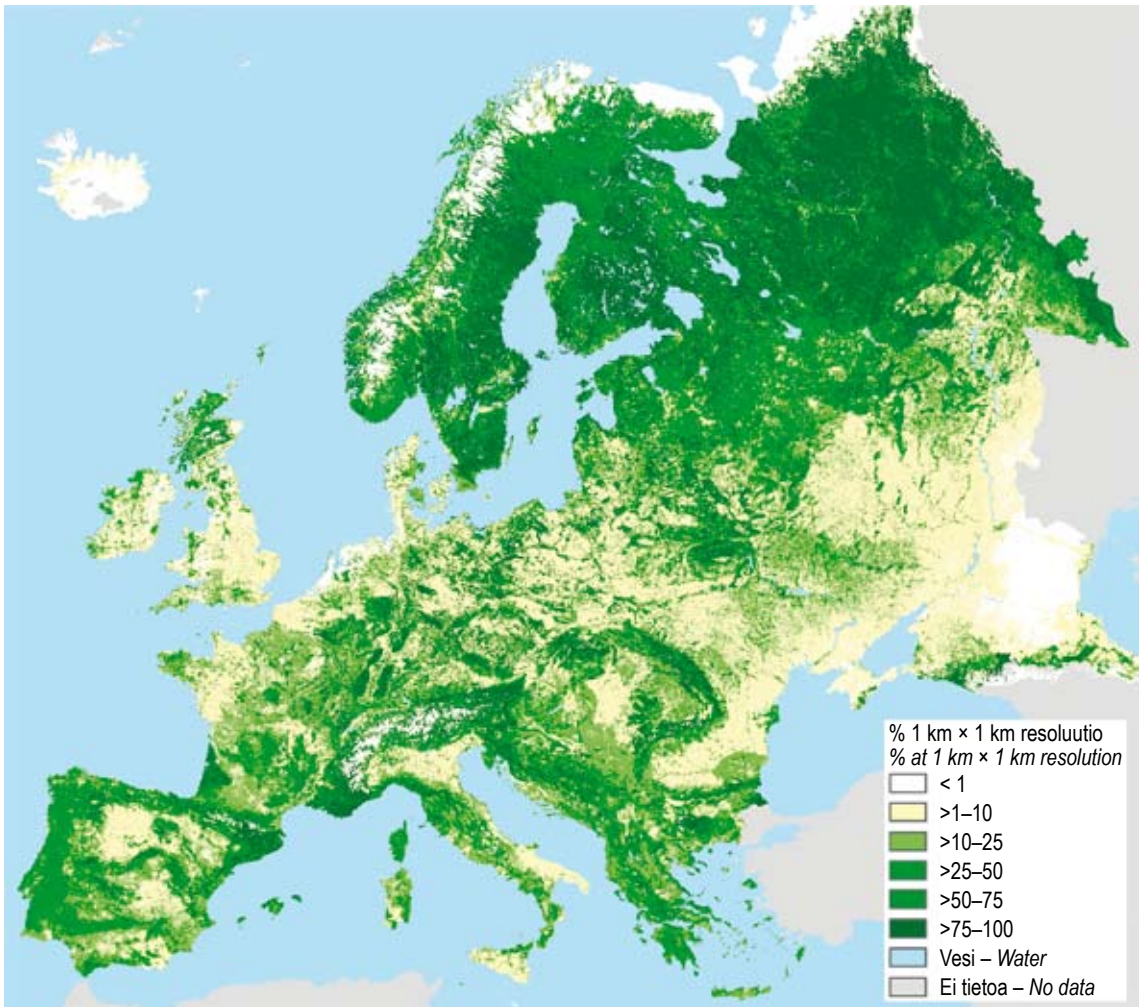 % 1 km × 1 km resoluutio
% at 1 km × 1 km resolution
< 1
>1–10
>10–25
>25–50
>50–75
>75–100
Vesi – Water
Ei tietoa – No data